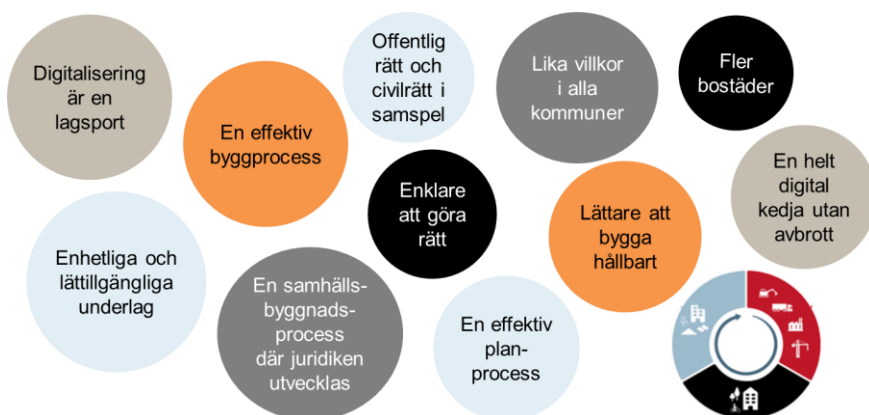 Digitalisering
är en
lagsport
En effektiv
byggprocess
Offentlig
rätt och
civilrätt i
samspel
Lika villkor
i alla
kommuner
Fler
bostäder
Enhetliga och
lättillgängliga
underlag
En samhälls-
byggnads-
process
där juridiken
utvecklas
Enklare
att göra
rätt
En effektiv
plan-
process
Lättare att
bygga
hållbart
En helt
digital
kedja utan
avbrott